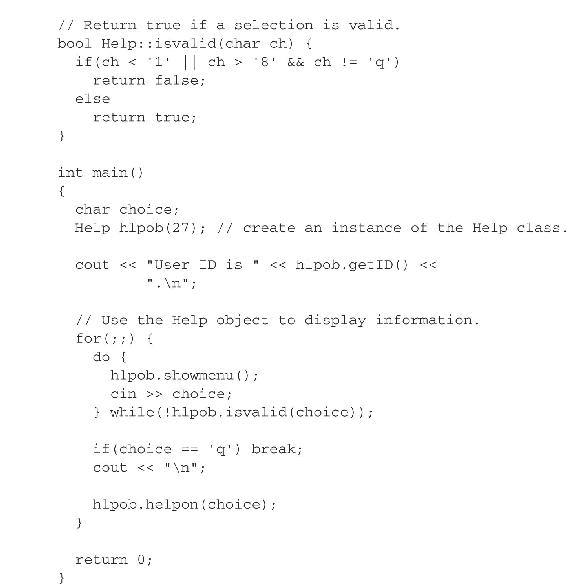 // Return true if a selection is valid.
bool Help::isvalid(char ch) {
  if(ch < '1' || ch > '8' && ch != 'q')
    return false;
  else
    return true;
}

int main()
{
  char choice;
  Help hlpob(27); // create an instance of the Help class.

  cout << "User ID is " << hlpob.getID() <<
          ".\n";

  // Use the Help object to display information.
  for(;;) {
    do {
      hlpob.showmenu();
      cin >> choice;
    } while(!hlpob.isvalid(choice));

    if(choice == 'q') break;
    cout << "\n";

    hlpob.helpon(choice);
  }

  return 0;
}